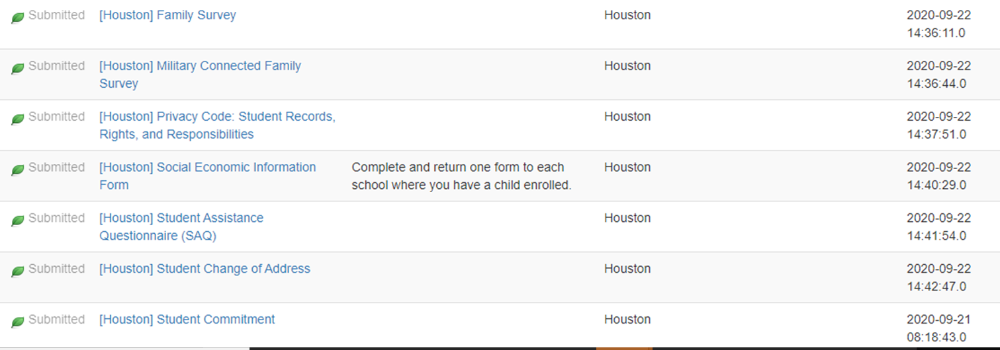 Submitted [Houston] Family Survey Houston 2020-09-22
14:36:11.0
Submitted [Houston] Military Connected Family Houston 2020-09-22
Survey 14:36:44.0
Submitted [Houston] Privacy Code: Student Records, Houston 2020-09-22
Rights, and Responsibilities 14:37:51.0
Submitted [Houston] Social Economic Information Complete and return one form to each Houston 2020-09-22
Form school where you have a child enrolled. 14:40:29.0
Submitted [Houston] Student Assistance Houston 2020-09-22
Questionnaire (SAQ) 14:41:54.0
Submitted [Houston] Student Change of Address Houston 2020-09-22
14:42:47.0
Submitted [Houston] Student Commitment Houston 2020-09-21
08:18:43.0